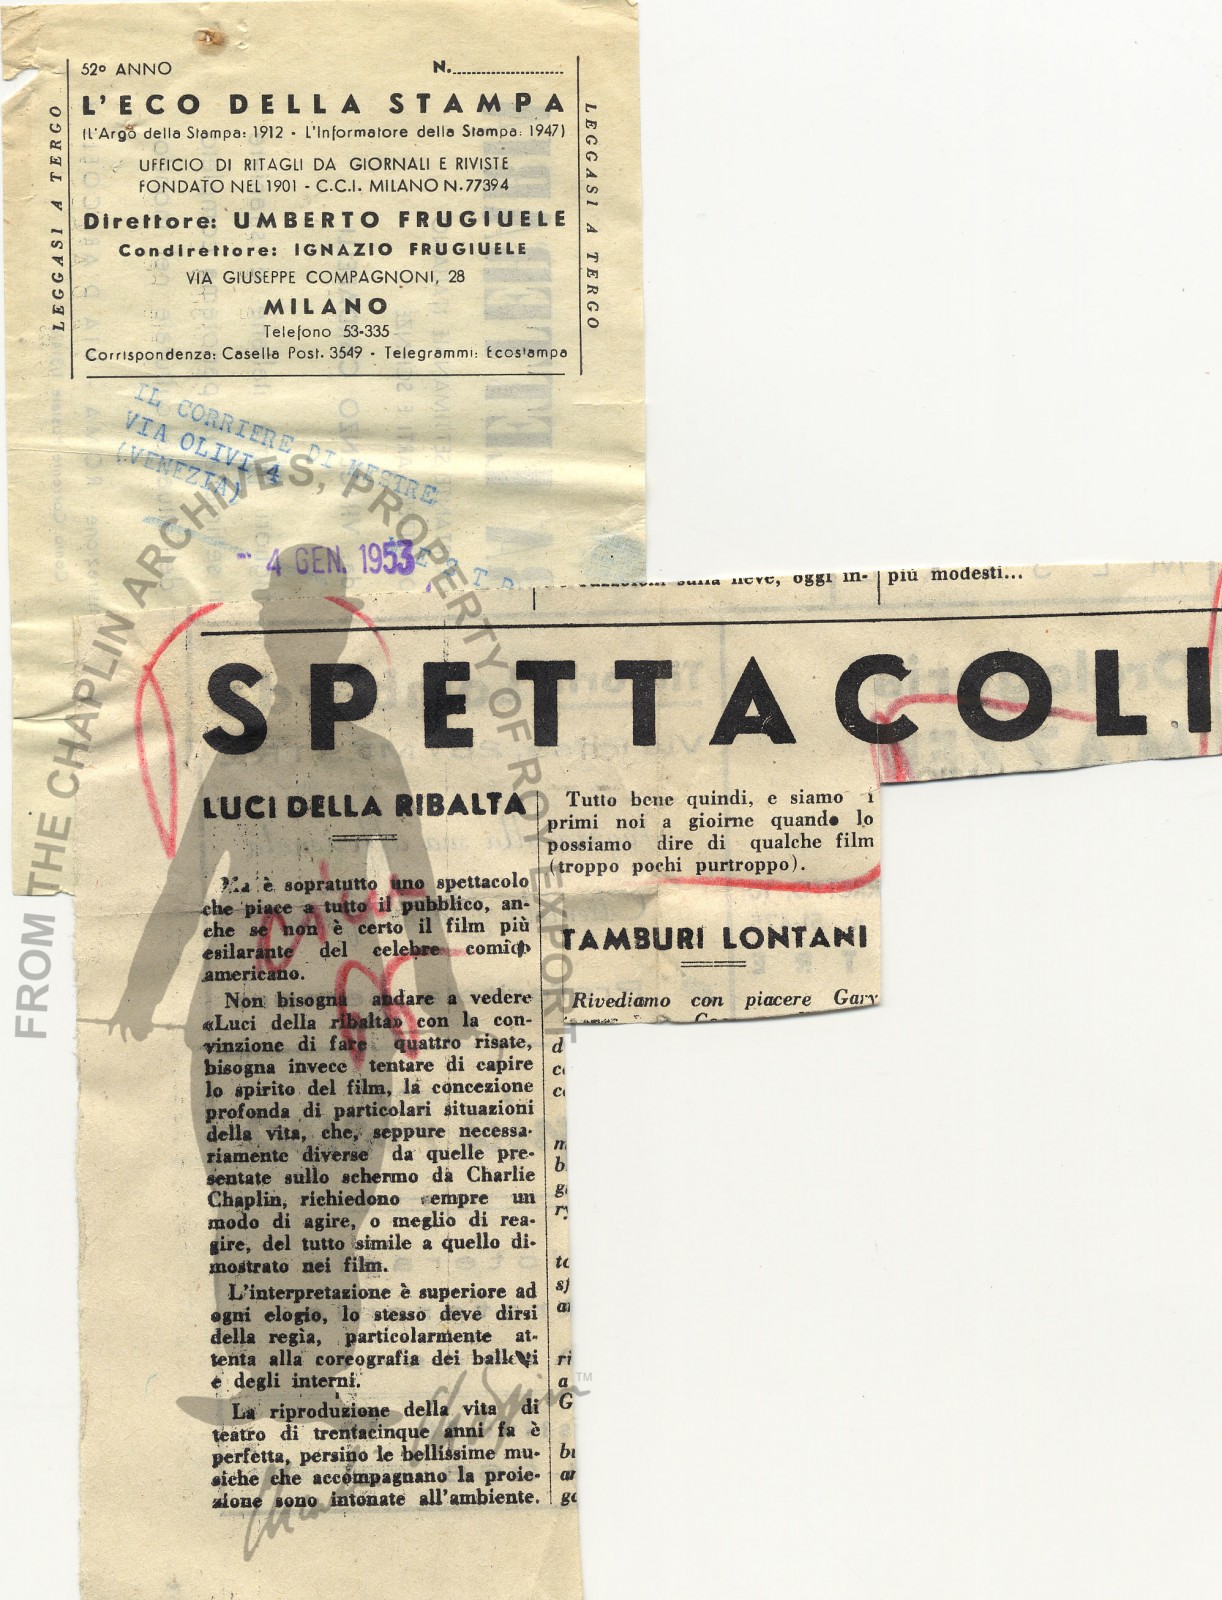 52º ANNO N.
L'ECO DELLA STAMPA
(L'Argo della Stampa: 1912 - L'Informatore della Stampa: 1947)
UFFICIO DI RITAGLI DA GIORNALI E RIVISTE
FONDATO NEL 1901 - C.C.I. MILANO N. 77394
Direttore: UMBERTO FRUGIUELE
Condirettore: IGNAZIO FRUGIUELE
VIA GIUSEPPE COMPAGNONI, 28
MILANO
Telefono 53-335
Corrispondenza: Casella Post. 3549 - Telegrammi: Ecostampa
LEGGASI A TERGO
LEGGASI A TERGO
IL CORRIERE DI MESTRE
VIA OLIVI 4
(VENEZIA)
- 4 GEN. 1953
sulla neve, oggi in-
più modesti...
SPETTACOLI
LUCI DELLA RIBALTA
Ma è sopratutto uno spettacolo
che piace a tutto il pubblico, an-
che se non è certo il film più
esilarante del celebre comico
americano.
Non bisogna andare a vedere
«Luci della ribalta» con la con-
vinzione di fare quattro risate,
bisogna invece tentare di capire
lo spirito del film, la concezione
profonda di particolari situazioni
della vita, che, seppure necessa-
riamente diverse da quelle pre-
sentate sullo schermo da Charlie
Chaplin, richiedono sempre un
modo di agire, o meglio di rea-
gire, del tutto simile a quello di-
mostrato nei film.
L'interpretazione è superiore ad
ogni elogio, lo stesso deve dirsi
della regìa, particolarmente at-
tenta alla coreografia dei balletti
e degli interni.
La riproduzione della vita di
teatro di trentacinque anni fa è
perfetta, persino le bellissime mu-
siche che accompagnano la proie-
zione sono intonate all'ambiente.
Tutto bene quindi, e siamo i
primi noi a gioirne quando lo
possiamo dire di qualche film
(troppo pochi purtroppo).
TAMBURI LONTANI
Rivediamo con piacere Gary
FROM THE CHAPLIN ARCHIVES, PROPERTY OF ROY EXPORT
Charlie Chaplin
TM